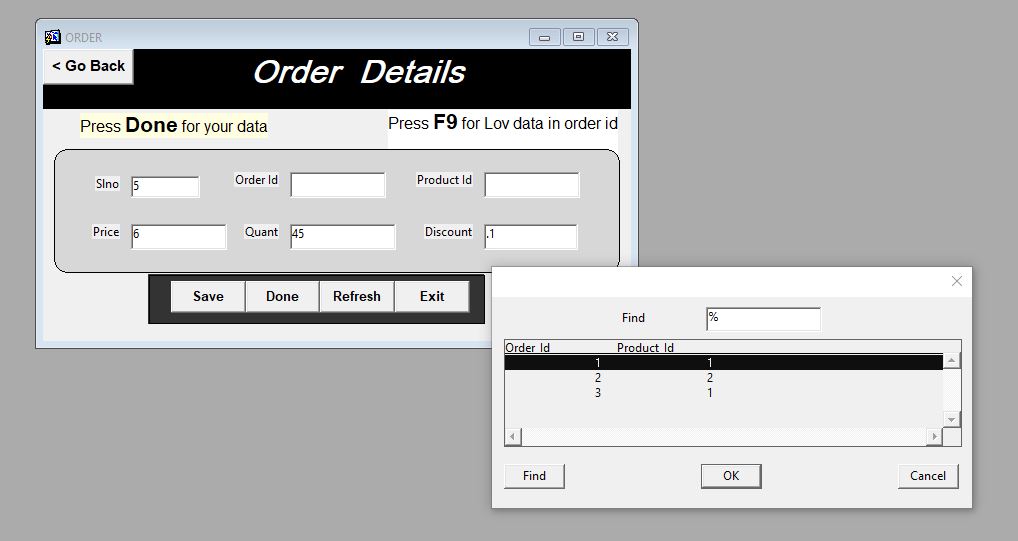 ORDER
< Go Back
Order Details
Press Done for your data
Press F9 for Lov data in order id
Slno 5 Order Id Product Id
Price 6 Quant 45 Discount .1
Save Done Refresh Exit
Find %
Order Id Product Id
1 1
2 2
3 1
Find OK Cancel